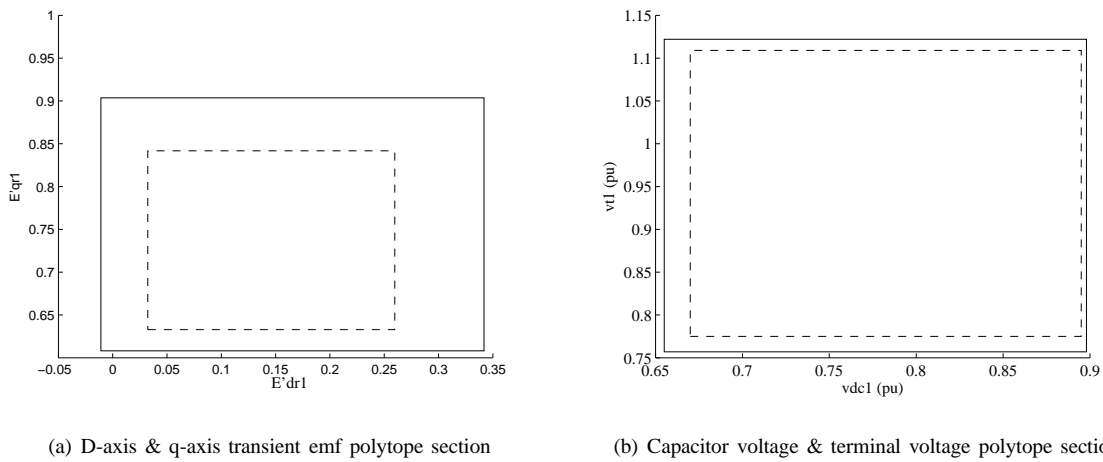 1
0.95
0.9
0.85
0.8
0.75
0.7
0.65
E'qr1
−0.05 0 0.05 0.1 0.15 0.2 0.25 0.3 0.35
E'dr1
(a) D-axis & q-axis transient emf polytope section
1.15
1.1
1.05
1
0.95
0.9
0.85
0.8
0.75
vt1 (pu)
0.65 0.7 0.75 0.8 0.85 0.9
vdc1 (pu)
(b) Capacitor voltage & terminal voltage polytope secti